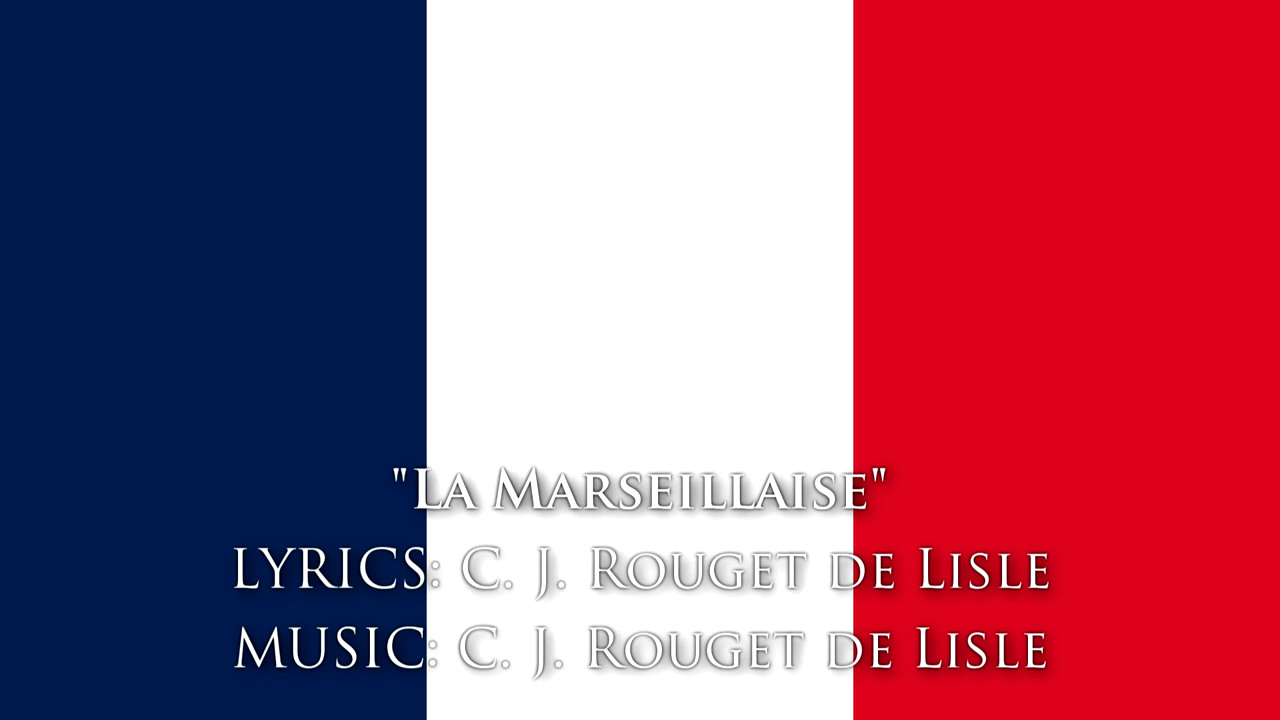 "La Marseillaise"
LYRICS: C. J. Rouget de Lisle
MUSIC: C. J. Rouget de Lisle